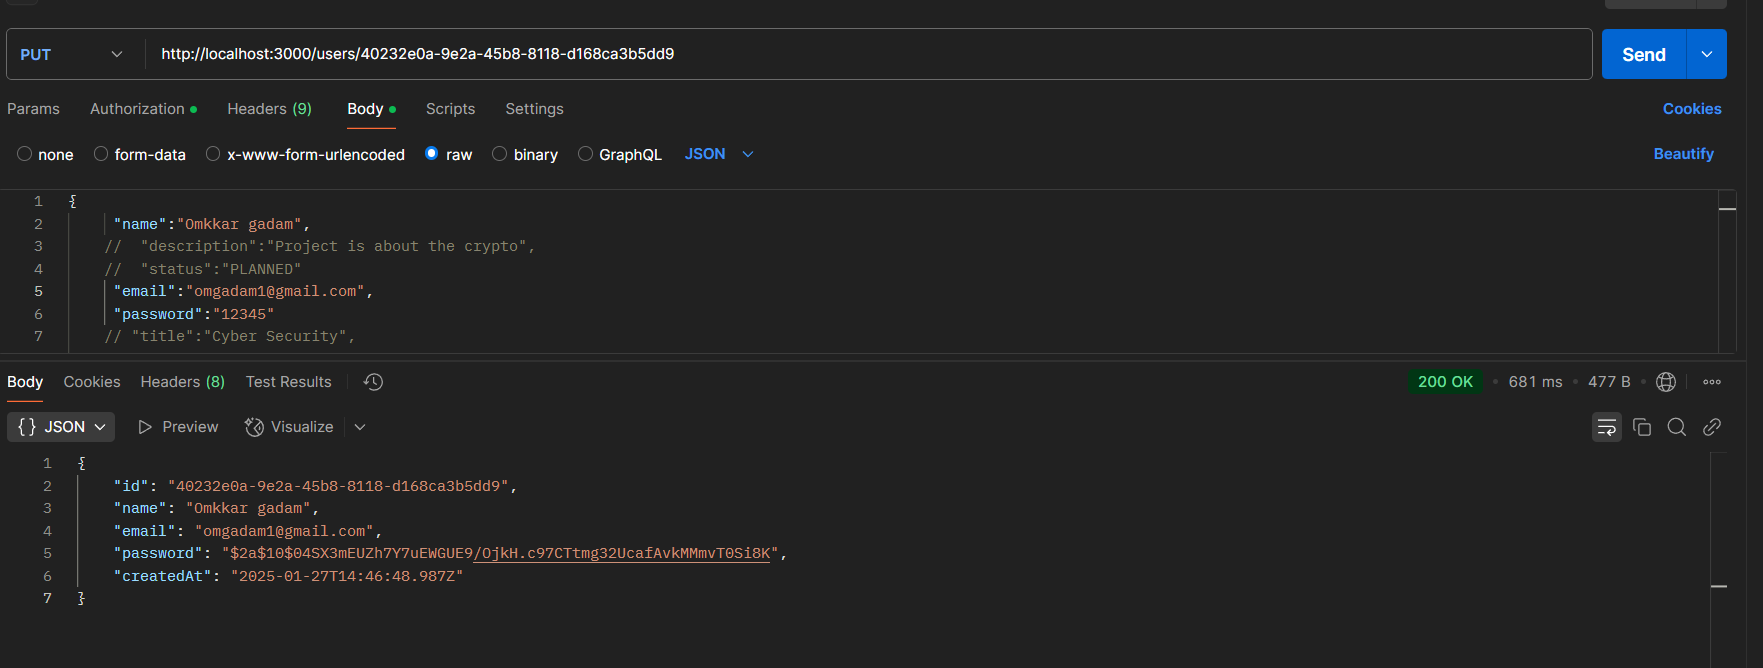 PUT http://localhost:3000/users/40232e0a-9e2a-45b8-8118-d168ca3b5dd9 Send
Params Authorization Headers (9) Body Scripts Settings Cookies
none form-data x-www-form-urlencoded raw binary GraphQL JSON Beautify
1 {
2 "name":"Omkkar gadam",
3 // "description":"Project is about the crypto",
4 // "status":"PLANNED"
5 "email":"omgadam1@gmail.com",
6 "password":"12345"
7 // "title":"Cyber Security",
Body Cookies Headers (8) Test Results 200 OK • 681 ms • 477 B •
{} JSON Preview Visualize
1 {
2 "id": "40232e0a-9e2a-45b8-8118-d168ca3b5dd9",
3 "name": "Omkkar gadam",
4 "email": "omgadam1@gmail.com",
5 "password": "$2a$10$04SX3mEUZh7Y7uEWGUE9/OjkH.c97CTtmg32UcafAvkMMmvT0Si8K",
6 "createdAt": "2025-01-27T14:46:48.987Z"
7 }